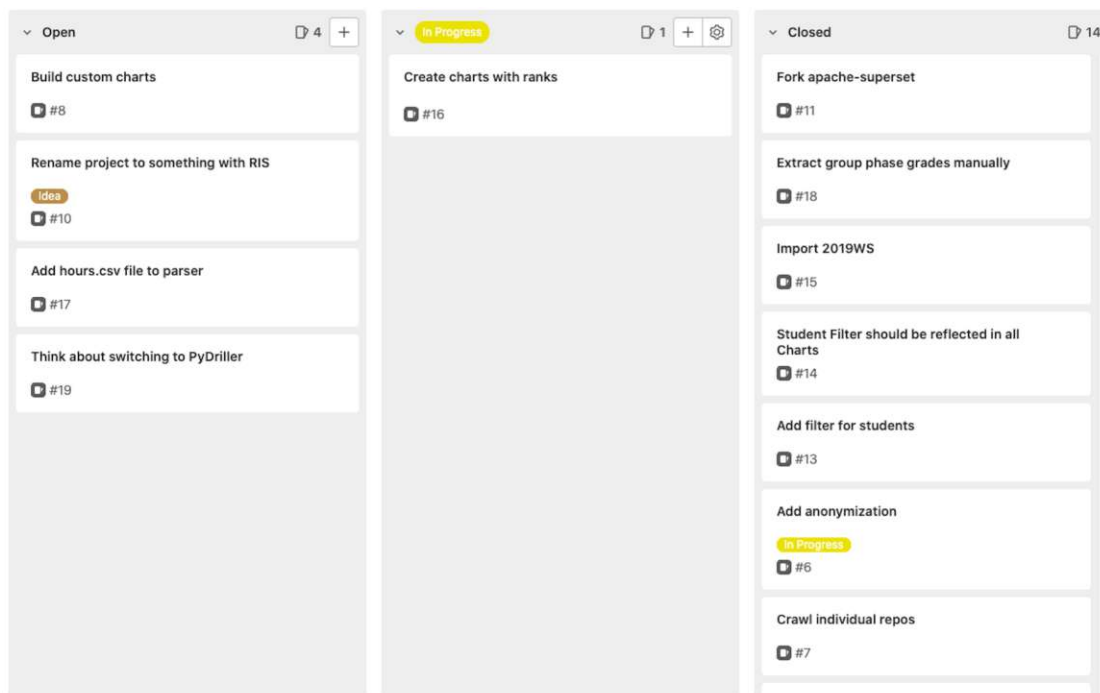 Open
4
Build custom charts
#8
Rename project to something with RIS
Idea
#10
Add hours.csv file to parser
#17
Think about switching to PyDriller
#19
In Progress
1
Create charts with ranks
#16
Closed
14
Fork apache-superset
#11
Extract group phase grades manually
#18
Import 2019WS
#15
Student Filter should be reflected in all
Charts
#14
Add filter for students
#13
Add anonymization
In Progress
#6
Crawl individual repos
#7